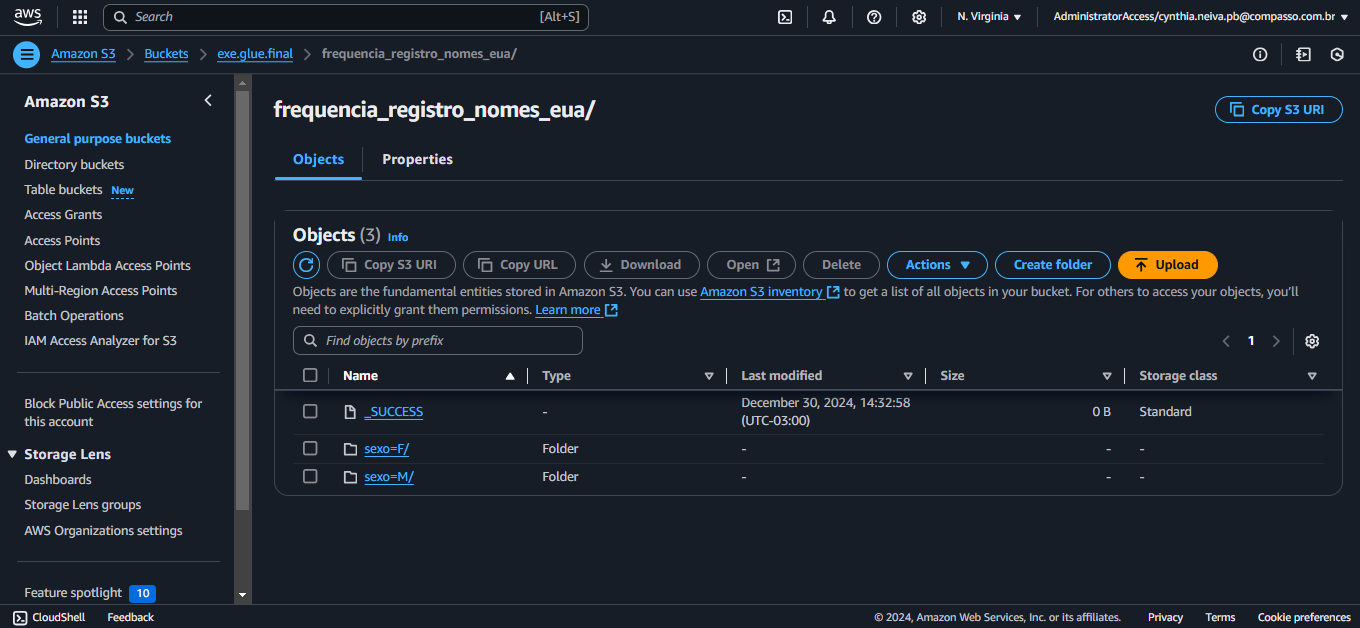 aws
Search [Alt+S]
N. Virginia
AdministratorAccess/cynthia.neiva.pb@compasso.com.br
Amazon S3
Buckets
exe.glue.final
frequencia_registro_nomes_eua/
Amazon S3
General purpose buckets
Directory buckets
Table buckets New
Access Grants
Access Points
Object Lambda Access Points
Multi-Region Access Points
Batch Operations
IAM Access Analyzer for S3
Block Public Access settings for
this account
Storage Lens
Dashboards
Storage Lens groups
AWS Organizations settings
Feature spotlight 10
frequencia_registro_nomes_eua/
Copy S3 URI
Objects
Properties
Objects (3) Info
Copy S3 URI
Copy URL
Download
Open
Delete
Actions
Create folder
Upload
Objects are the fundamental entities stored in Amazon S3. You can use Amazon S3 inventory to get a list of all objects in your bucket. For others to access your objects, you'll
need to explicitly grant them permissions. Learn more
Find objects by prefix
1
Name Type Last modified Size Storage class
_SUCCESS - December 30, 2024, 14:32:58 0 B Standard
(UTC-03:00)
sexo=F/ Folder - - -
sexo=M/ Folder - - -
CloudShell
Feedback
© 2024, Amazon Web Services, Inc. or its affiliates.
Privacy
Terms
Cookie preferences